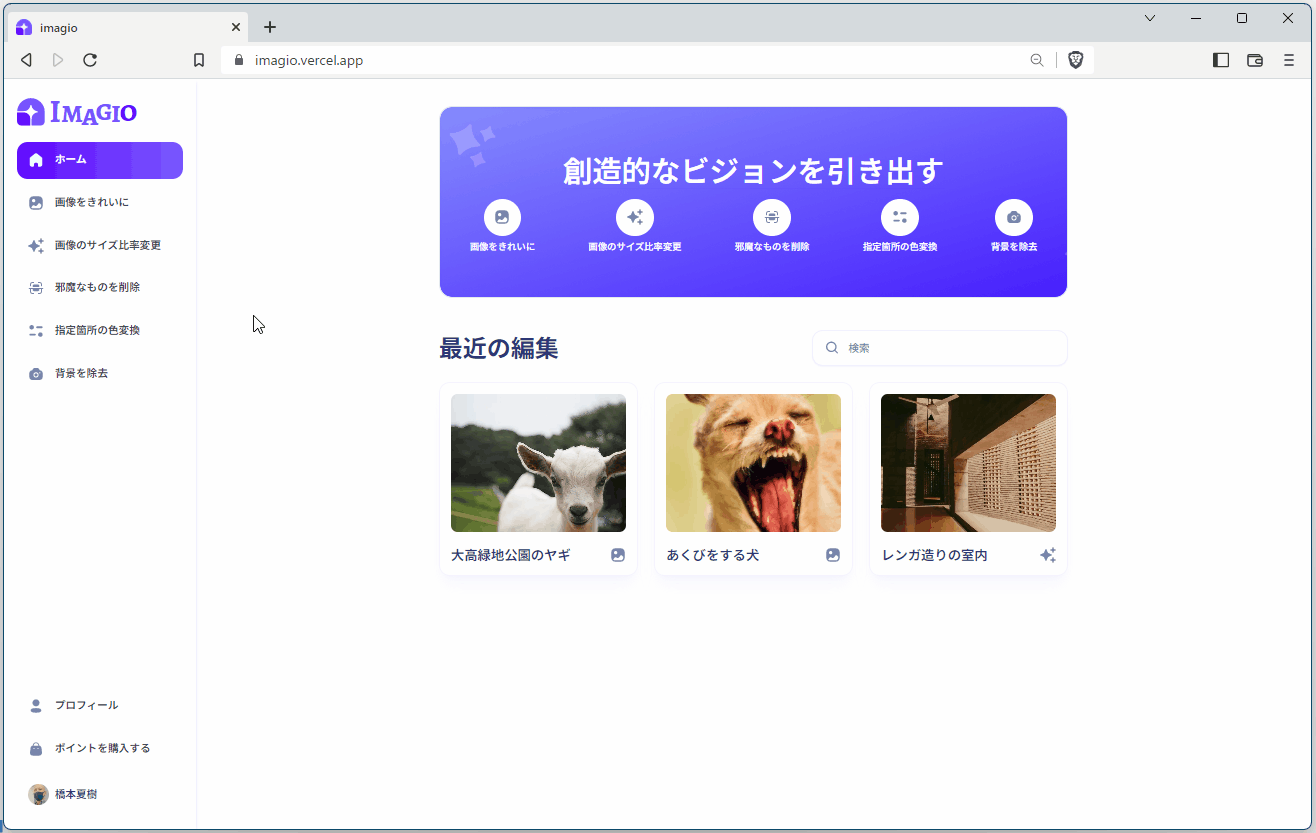 imagio
imagio.vercel.app
IMAGIO
ホーム
画像をきれいに
画像のサイズ比率変更
邪魔なものを削除
指定箇所の色変換
背景を除去
プロフィール
ポイントを購入する
橋本夏樹
創造的なビジョンを引き出す
画像をきれいに
画像のサイズ比率変更
邪魔なものを削除
指定箇所の色変換
背景を除去
最近の編集
検索
大高緑地公園のヤギ
あくびをする犬
レンガ造りの室内